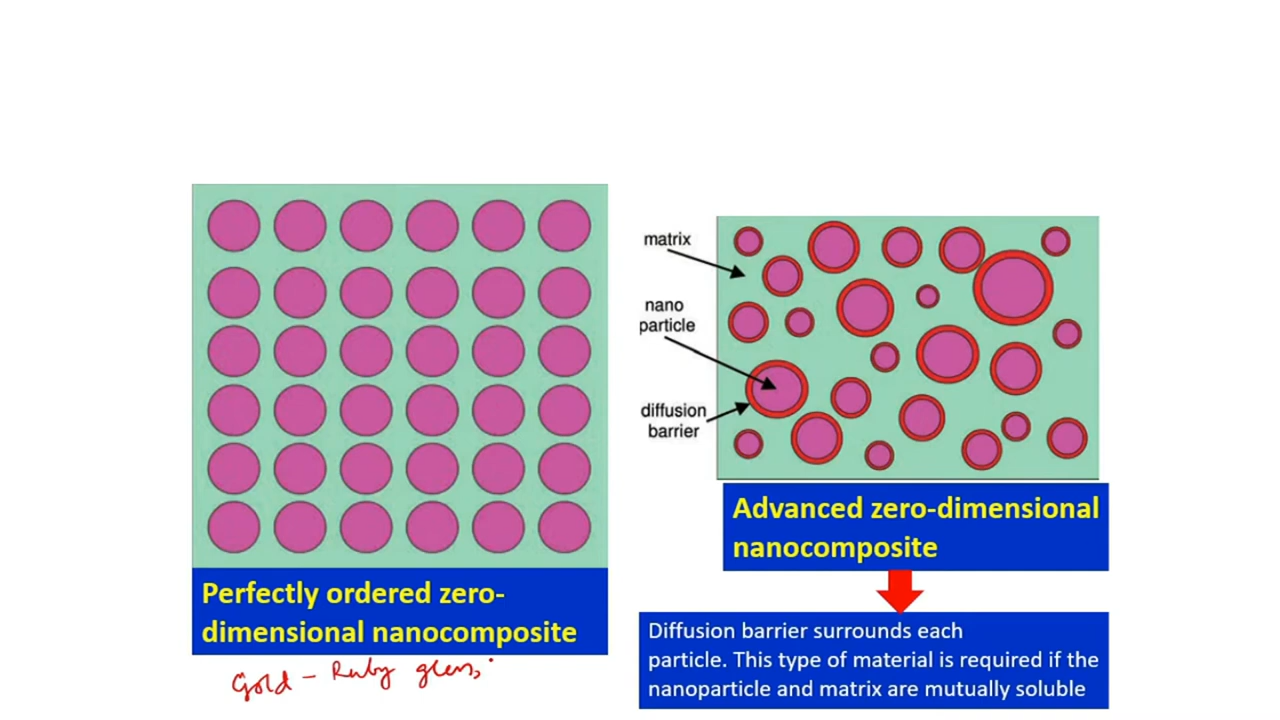 Perfectly ordered zero-
dimensional nanocomposite
Gold - Ruby glass
matrix
nano
particle
diffusion
barrier
Advanced zero-dimensional
nanocomposite
Diffusion barrier surrounds each
particle. This type of material is required if the
nanoparticle and matrix are mutually soluble